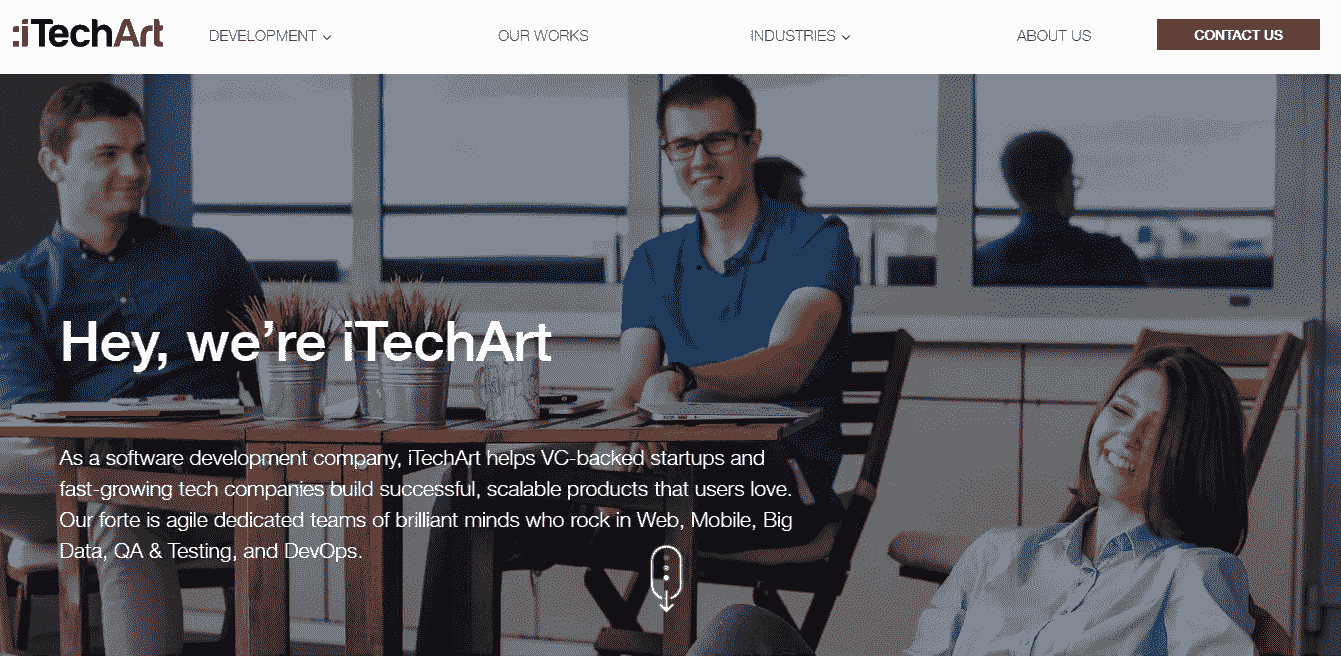 :iTechArt
DEVELOPMENT
OUR WORKS
INDUSTRIES
ABOUT US
CONTACT US
Hey, we’re iTechArt
As a software development company, iTechArt helps VC-backed startups and
fast-growing tech companies build successful, scalable products that users love.
Our forte is agile dedicated teams of brilliant minds who rock in Web, Mobile, Big
Data, QA & Testing, and DevOps.